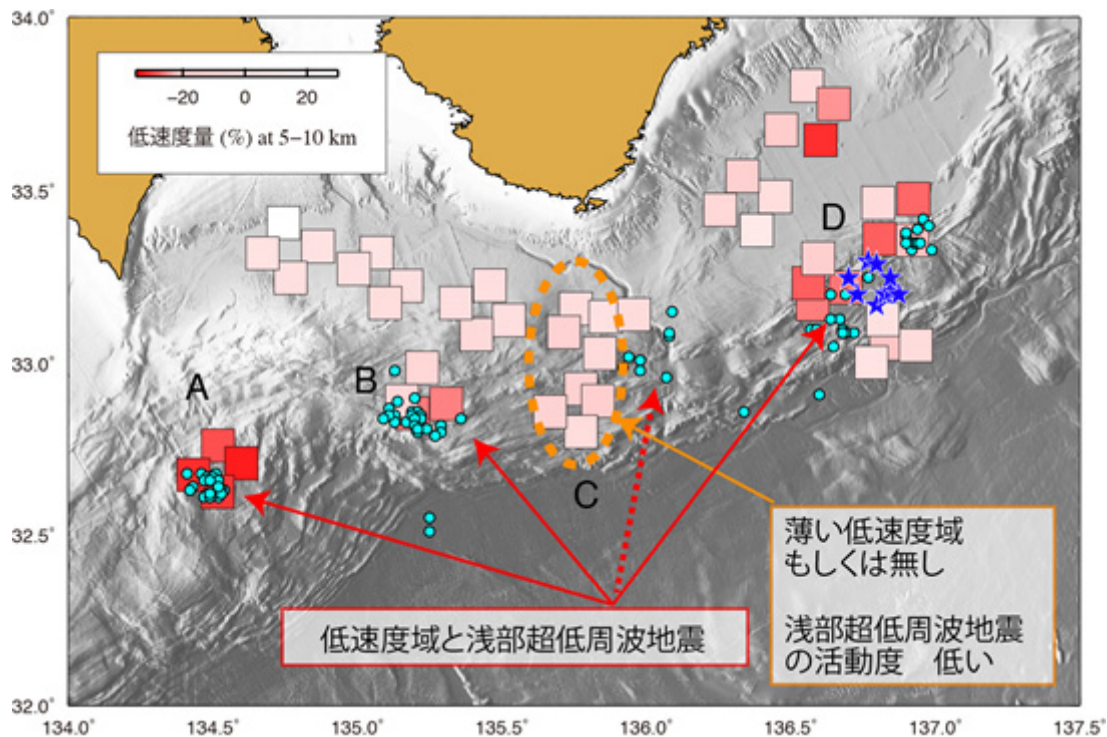 34.0°
33.5°
33.0°
32.5°
32.0°
134.0°
134.5°
135.0°
135.5°
136.0°
136.5°
137.0°
137.5°
−20
0
20
低速度量 (%) at 5−10 km
A
B
C
D
低速度域と浅部超低周波地震
薄い低速度域
もしくは無し
浅部超低周波地震
の活動度　低い